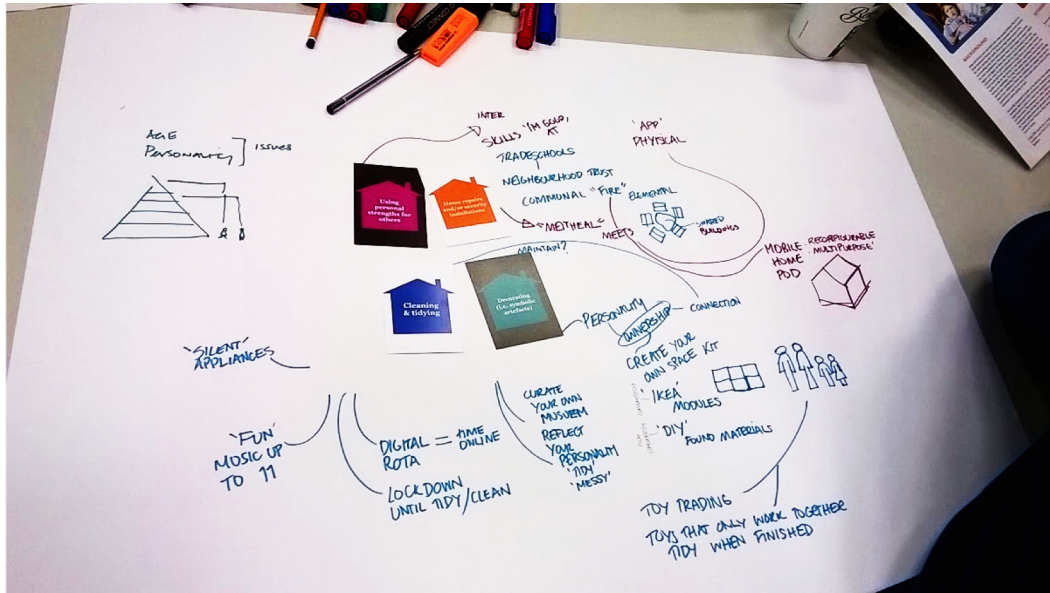 AGE
PERSONALITY
ISSUES
INTER
SKILLS 'I'M GOOD,
AT
TRADESCHOOLS
NEIGHBOURHOOD TRUST
COMMUNAL "FIRE"
"MEITHEAL"
MEETS
MAINTAIN?
'APP'
PHYSICAL
ELEMENTAL
SHARED
BUILDINGS
MOBILE
HOME
POD
RECONFIGURABLE
'MULTIPURPOSE'
Using
personal
strengths for
others
Home repairs
and/or security
installations
Cleaning
& tidying
Decorating
(i.e., symbolic
artefacts)
PERSONALITY
OWNERSHIP
CONNECTION
CREATE YOUR
OWN SPACE KIT
'IKEA'
MODULES
'DIY'
FOUND MATERIALS
'SILENT'
APPLIANCES
'FUN'
MUSIC UP
TO 11
DIGITAL = TIME
ROTA ONLINE
LOCKDOWN
UNTIL TIDY/CLEAN
CURATE
YOUR OWN
MUSUEM
REFLECT
YOUR
PERSONALITY
'TIDY'
'MESSY'
TOY TRADING
TOYS THAT ONLY WORK TOGETHER
TIDY WHEN FINISHED
BACKGROUND